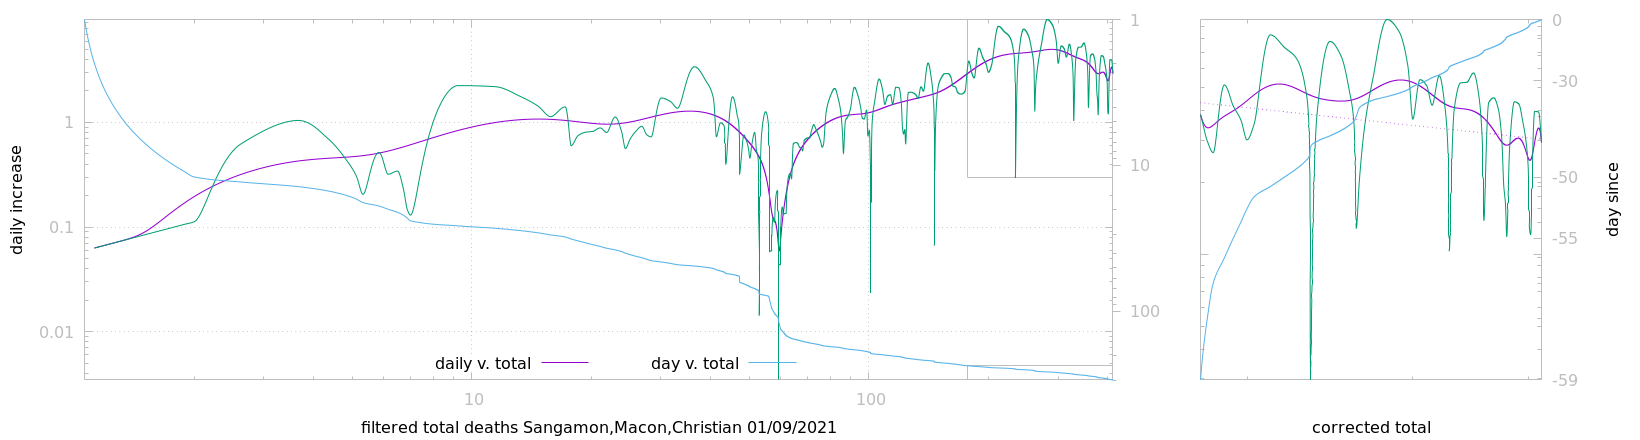 daily increase
1
0.1
0.01
10
100
1
10
100
daily v. total
day v. total
filtered total deaths Sangamon,Macon,Christian 01/09/2021
0
-30
-50
-55
-59
day since
corrected total